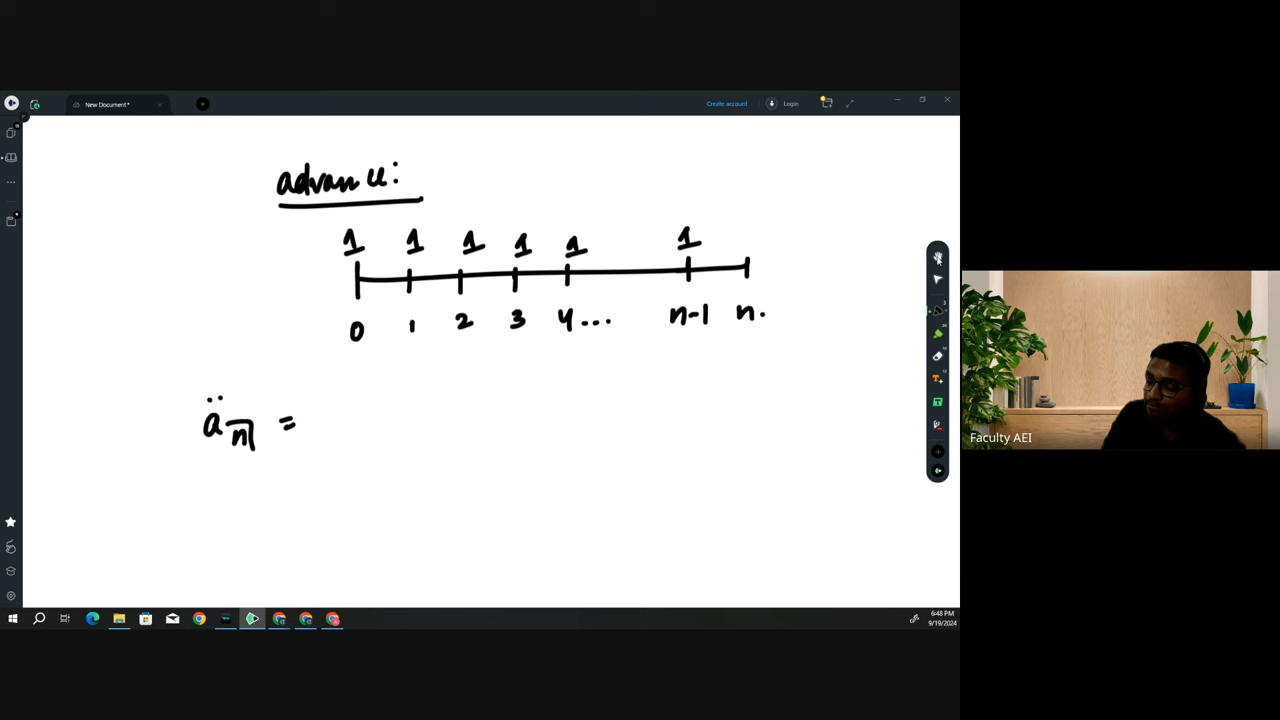 New Document*
Create account
Login
advance:
1 1 1 1 1 1
0 1 2 3 4... n-1 n.
ä n̅| =
Faculty AEI
6:48 PM
9/19/2024